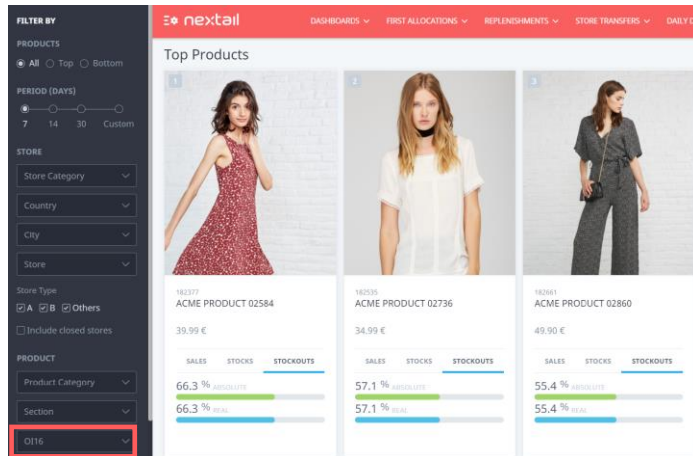 FILTER BY
PRODUCTS
All Top Bottom
PERIOD (DAYS)
7 14 30 Custom
STORE
Store Category
Country
City
Store
Store Type
A B Others
Include closed stores
PRODUCT
Product Category
Section
OI16
nextail
DASHBOARDS FIRST ALLOCATIONS REPLENISHMENTS STORE TRANSFERS DAILY
Top Products
1 2 3
182377 182535 182661
ACME PRODUCT 02584 ACME PRODUCT 02736 ACME PRODUCT 02860
39.99 € 34.99 € 49.90 €
SALES STOCKS STOCKOUTS SALES STOCKS STOCKOUTS SALES STOCKS STOCKOUTS
66.3 % ABSOLUTE 57.1 % ABSOLUTE 55.4 % ABSOLUTE
66.3 % REAL 57.1 % REAL 55.4 % REAL